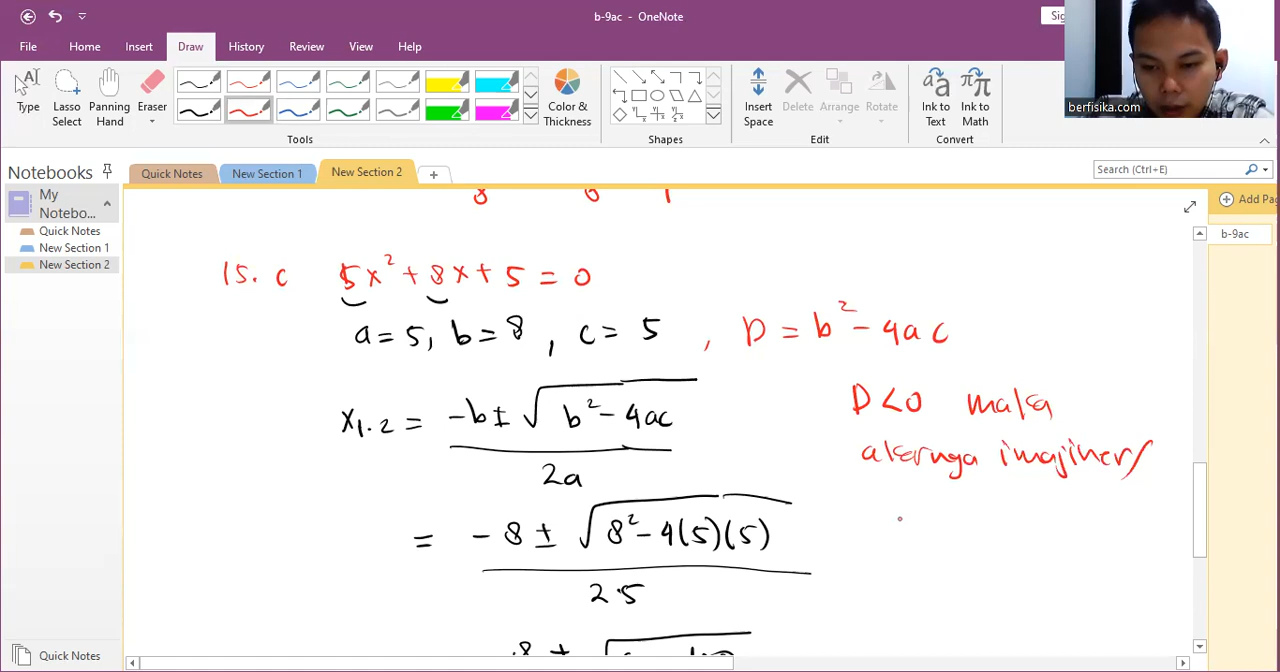 b-9ac - OneNote
File Home Insert Draw History Review View Help
berfisika.com
Type Lasso Select Panning Hand Eraser Color & Thickness Insert Space Delete Arrange Rotate Ink to Text Ink to Math
Tools Shapes Edit Convert
Notebooks
Quick Notes New Section 1 New Section 2
Search (Ctrl+E)
My Notebo...
Quick Notes
New Section 1
New Section 2
Add Pag
b-9ac
15. c 5x² + 8x + 5 = 0
a = 5, b = 8, c = 5, D = b² - 4ac
D < 0 maka
x₁.₂ = -b ± √(b² - 4ac) / 2a
akarnya imajiner/
= -8 ± √(8² - 4(5)(5)) / 2.5
Quick Notes